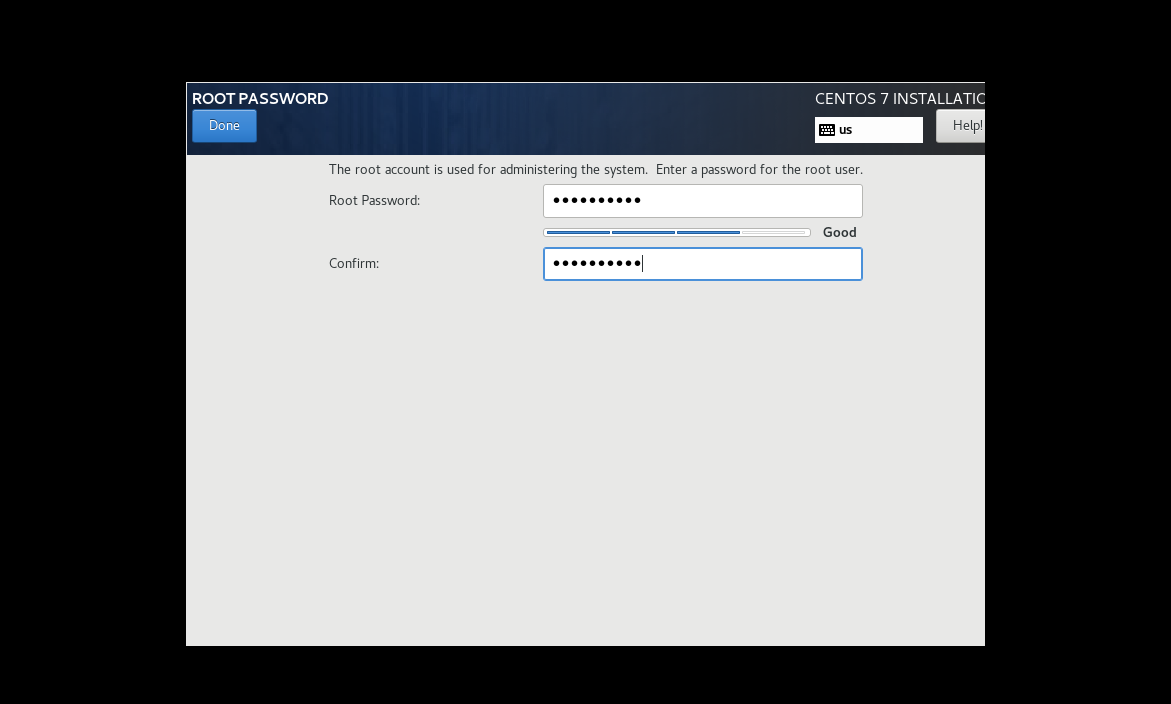 ROOT PASSWORD
CENTOS 7 INSTALLATIO
Done
us
Help!
The root account is used for administering the system.  Enter a password for the root user.
Root Password:
●●●●●●●●●●
Good
Confirm:
●●●●●●●●●●